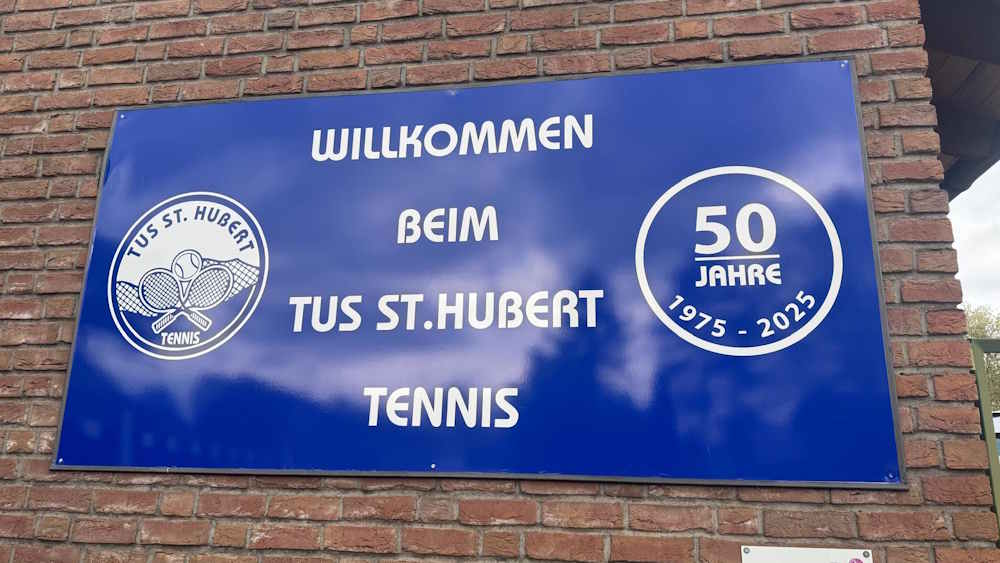 WILLKOMMEN
BEIM
TUS ST.HUBERT
TENNIS
TUS ST. HUBERT
TENNIS
50
JAHRE
1975 - 2025